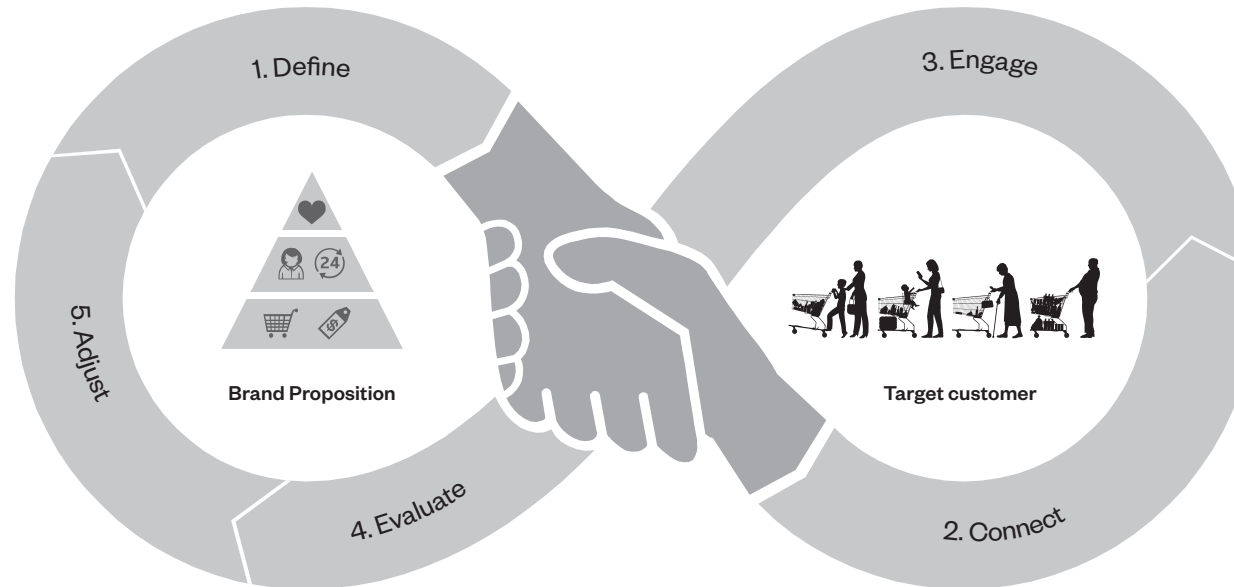 1. Define
3. Engage
24
$
5. Adjust
Brand Proposition
Target customer
4. Evaluate
2. Connect